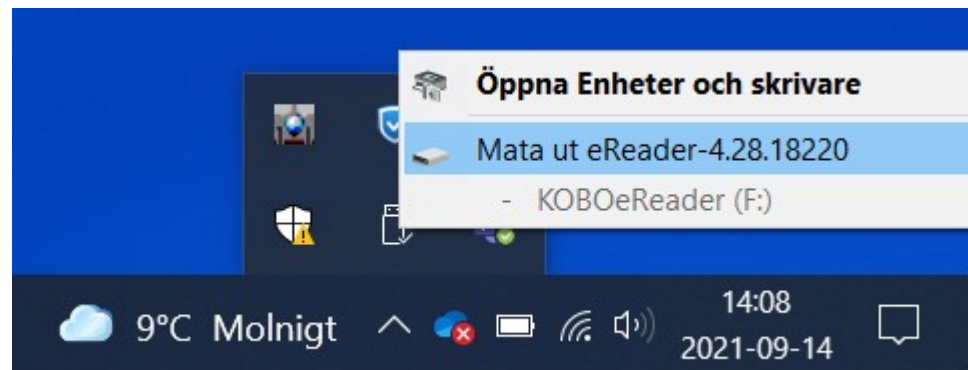 Öppna Enheter och skrivare
Mata ut eReader-4.28.18220
- KOBOeReader (F:)
9°C Molnigt
14:08
2021-09-14